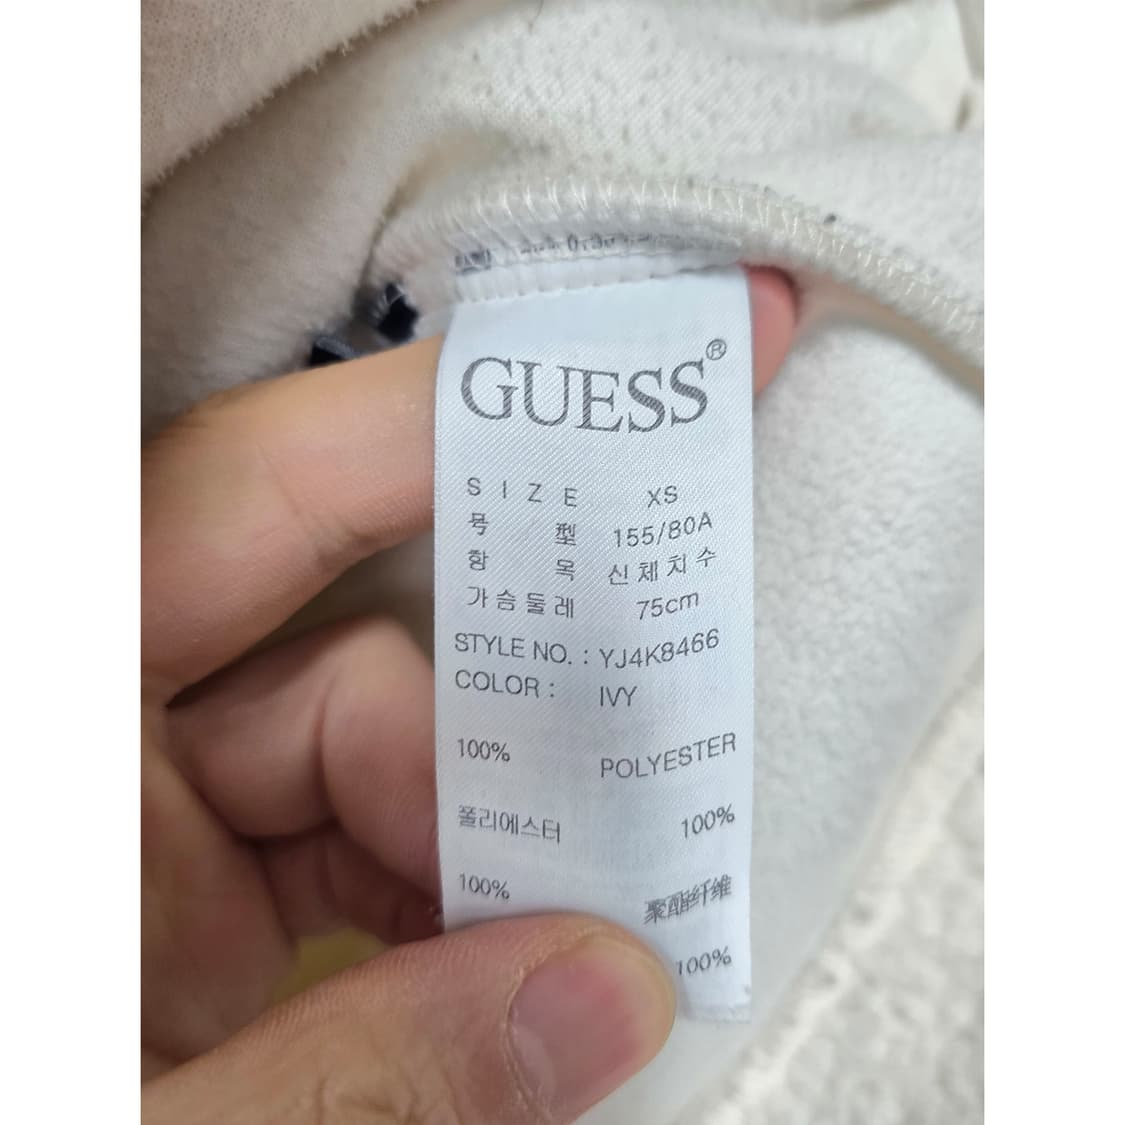 GUESS®
SIZE XS
号型 155/80A
항목 신체치수
가슴둘레 75cm
STYLE NO. : YJ4K8466
COLOR : IVY
100% POLYESTER
폴리에스터 100%
100% 聚酯纤维
100%